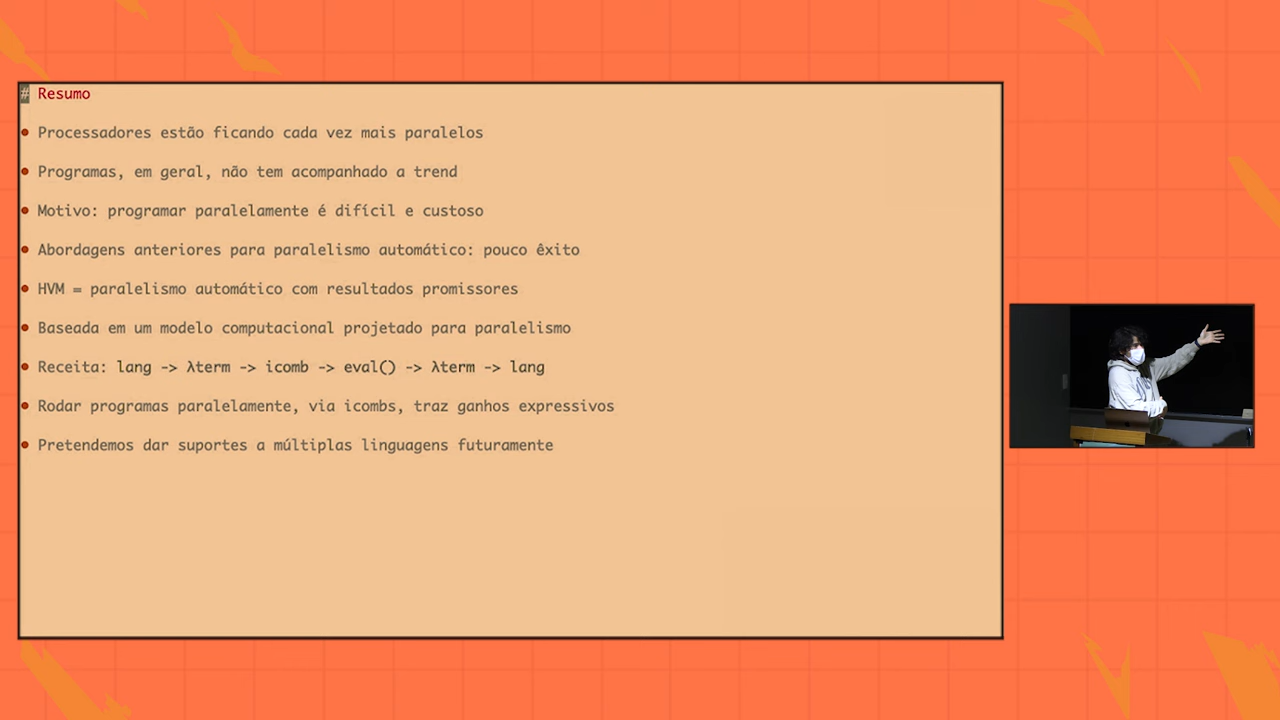 # Resumo
• Processadores estão ficando cada vez mais paralelos
• Programas, em geral, não tem acompanhado a trend
• Motivo: programar paralelamente é difícil e custoso
• Abordagens anteriores para paralelismo automático: pouco êxito
• HVM = paralelismo automático com resultados promissores
• Baseada em um modelo computacional projetado para paralelismo
• Receita: lang -> λterm -> icomb -> eval() -> λterm -> lang
• Rodar programas paralelamente, via icombs, traz ganhos expressivos
• Pretendemos dar suportes a múltiplas linguagens futuramente